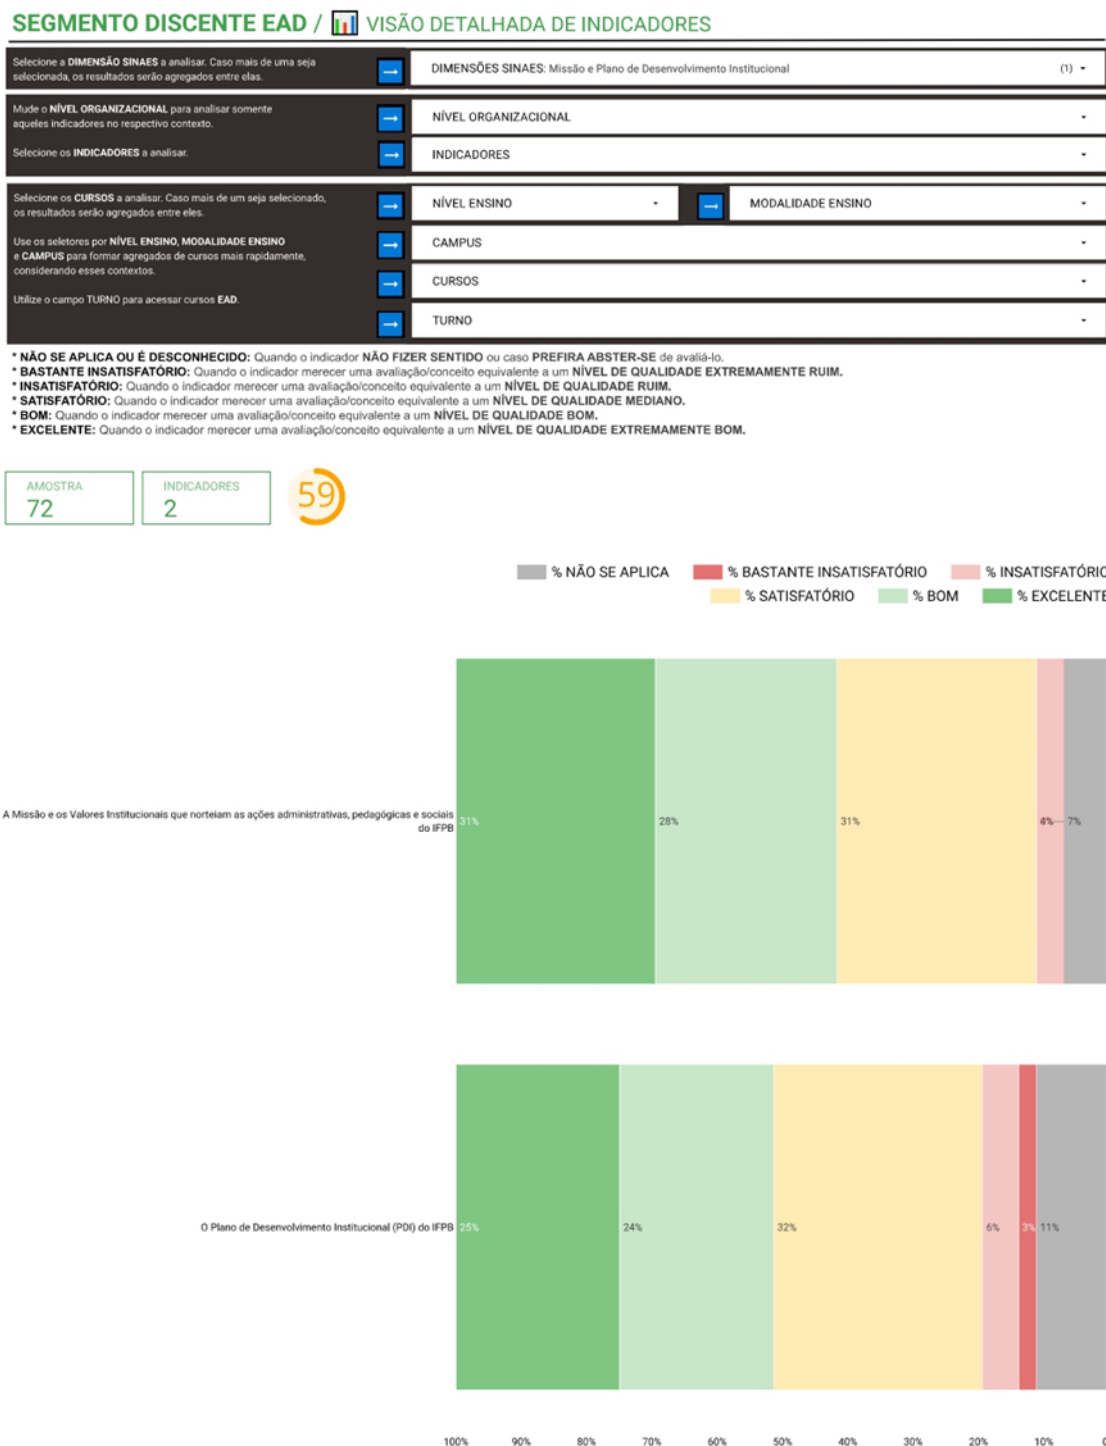 SEGMENTO DISCENTE EAD / VISÃO DETALHADA DE INDICADORES
Selecione a DIMENSÃO SINAES a analisar. Caso mais de uma seja
selecionada, os resultados serão agregados entre elas.
DIMENSÕES SINAES: Missão e Plano de Desenvolvimento Institucional (1)
Mude o NÍVEL ORGANIZACIONAL para analisar somente
aqueles indicadores no respectivo contexto.
NÍVEL ORGANIZACIONAL
Selecione os INDICADORES a analisar.
INDICADORES
Selecione os CURSOS a analisar. Caso mais de um seja selecionado,
os resultados serão agregados entre eles.
NÍVEL ENSINO
MODALIDADE ENSINO
Use os seletores por NÍVEL ENSINO, MODALIDADE ENSINO
e CAMPUS para formar agregados de cursos mais rapidamente,
considerando esses contextos.
CAMPUS
CURSOS
Utilize o campo TURNO para acessar cursos EAD.
TURNO
* NÃO SE APLICA OU É DESCONHECIDO: Quando o indicador NÃO FIZER SENTIDO ou caso PREFIRA ABSTER-SE de avaliá-lo.
* BASTANTE INSATISFATÓRIO: Quando o indicador merecer uma avaliação/conceito equivalente a um NÍVEL DE QUALIDADE EXTREMAMENTE RUIM.
* INSATISFATÓRIO: Quando o indicador merecer uma avaliação/conceito equivalente a um NÍVEL DE QUALIDADE RUIM.
* SATISFATÓRIO: Quando o indicador merecer uma avaliação/conceito equivalente a um NÍVEL DE QUALIDADE MEDIANO.
* BOM: Quando o indicador merecer uma avaliação/conceito equivalente a um NÍVEL DE QUALIDADE BOM.
* EXCELENTE: Quando o indicador merecer uma avaliação/conceito equivalente a um NÍVEL DE QUALIDADE EXTREMAMENTE BOM.
AMOSTRA
72
INDICADORES
2
59
% NÃO SE APLICA % BASTANTE INSATISFATÓRIO % INSATISFATÓRIO
% SATISFATÓRIO % BOM % EXCELENTE
A Missão e os Valores Institucionais que norteiam as ações administrativas, pedagógicas e sociais
do IFPB
31% 28% 31% 4% 7%
O Plano de Desenvolvimento Institucional (PDI) do IFPB
25% 24% 32% 6% 3% 11%
100% 90% 80% 70% 60% 50% 40% 30% 20% 10% 0